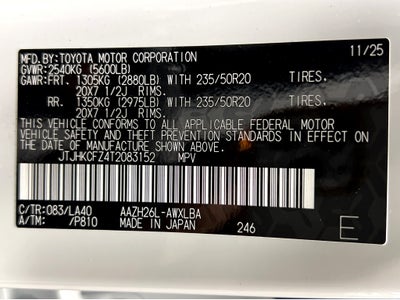 MFD.BY:TOYOTA MOTOR CORPORATION 11/25
GVWR:2540KG (5600LB)
GAWR:FRT. 1305KG (2880LB) WITH 235/50R20 TIRES.
20X7 1/2J RIMS.
RR. 1350KG (2975LB) WITH 235/50R20 TIRES.
20X7 1/2J RIMS.
THIS VEHICLE CONFORMS TO ALL APPLICABLE FEDERAL MOTOR
VEHICLE SAFETY AND THEFT PREVENTION STANDARDS IN EFFECT ON
THE DATE OF MANUFACTURE SHOWN ABOVE.
JTJHKCFZ4T2083152 MPV
C/TR:083/LA40 AAZH26L-AWXLBA
A/TM: /P810 MADE IN JAPAN 246 E